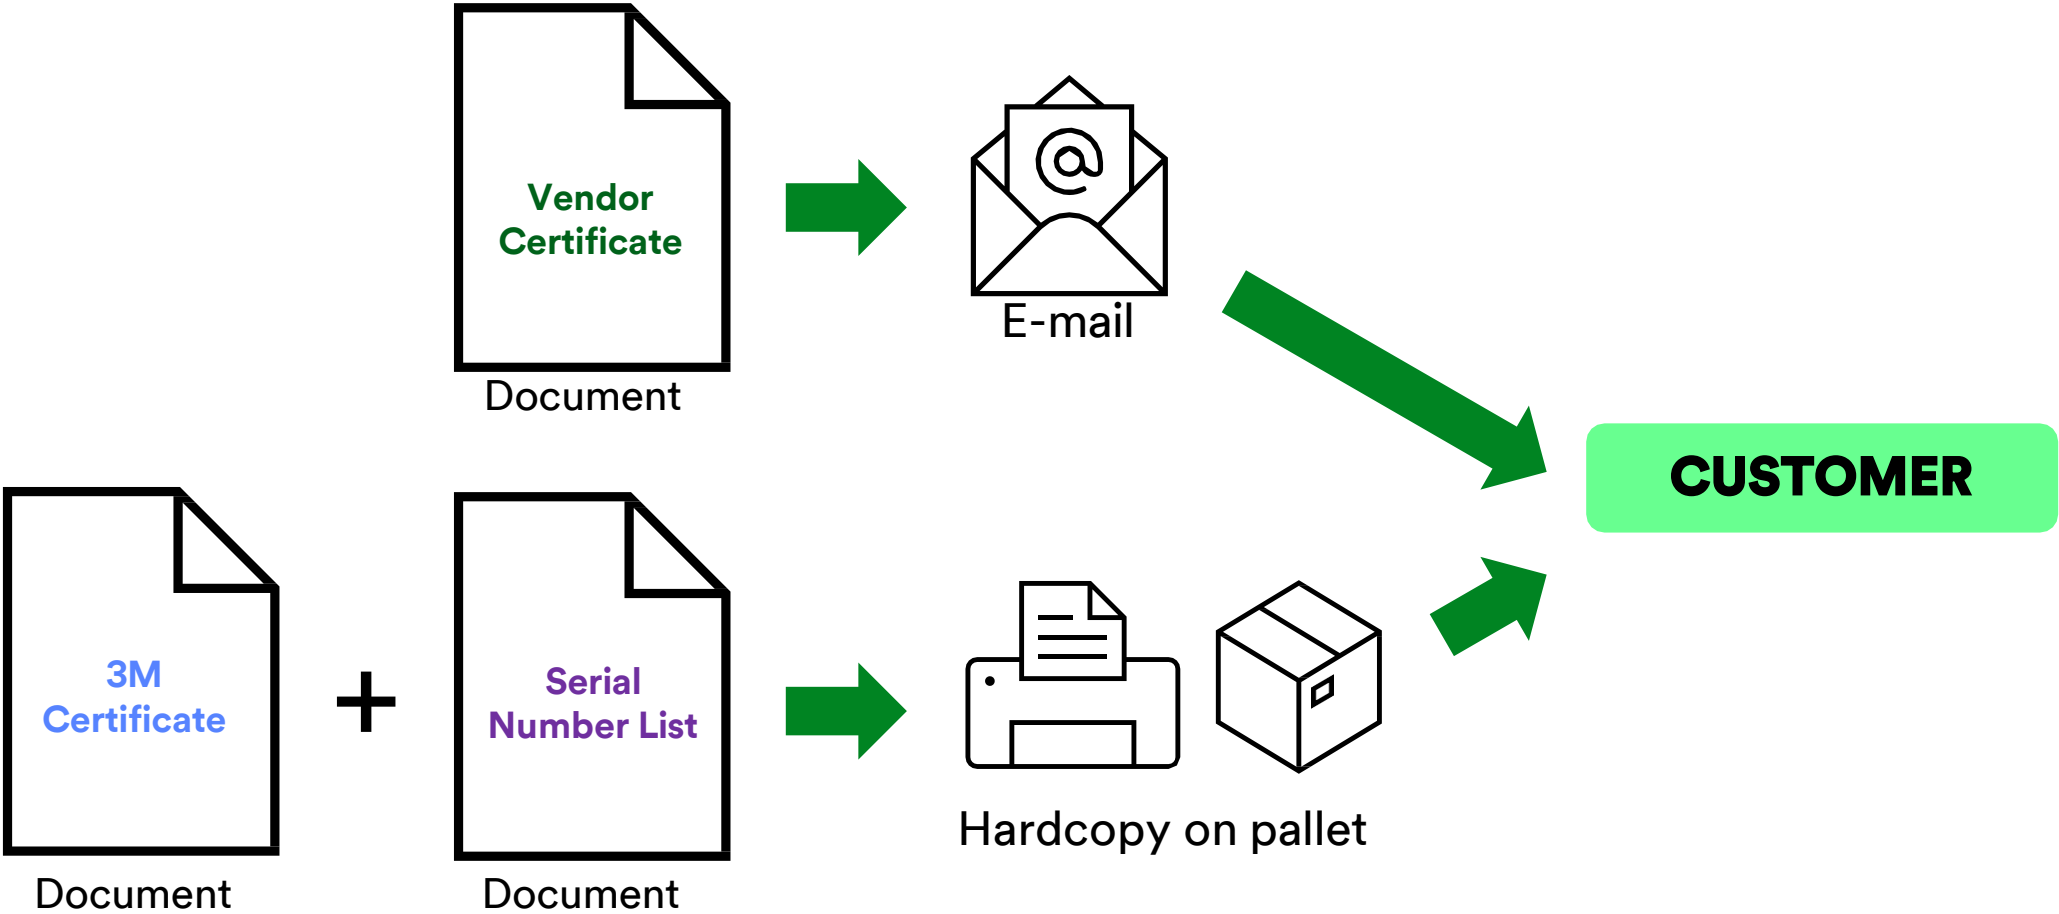 Vendor
Certificate
Document
@
E-mail
CUSTOMER
3M
Certificate
Document
+
Serial
Number List
Document
Hardcopy on pallet